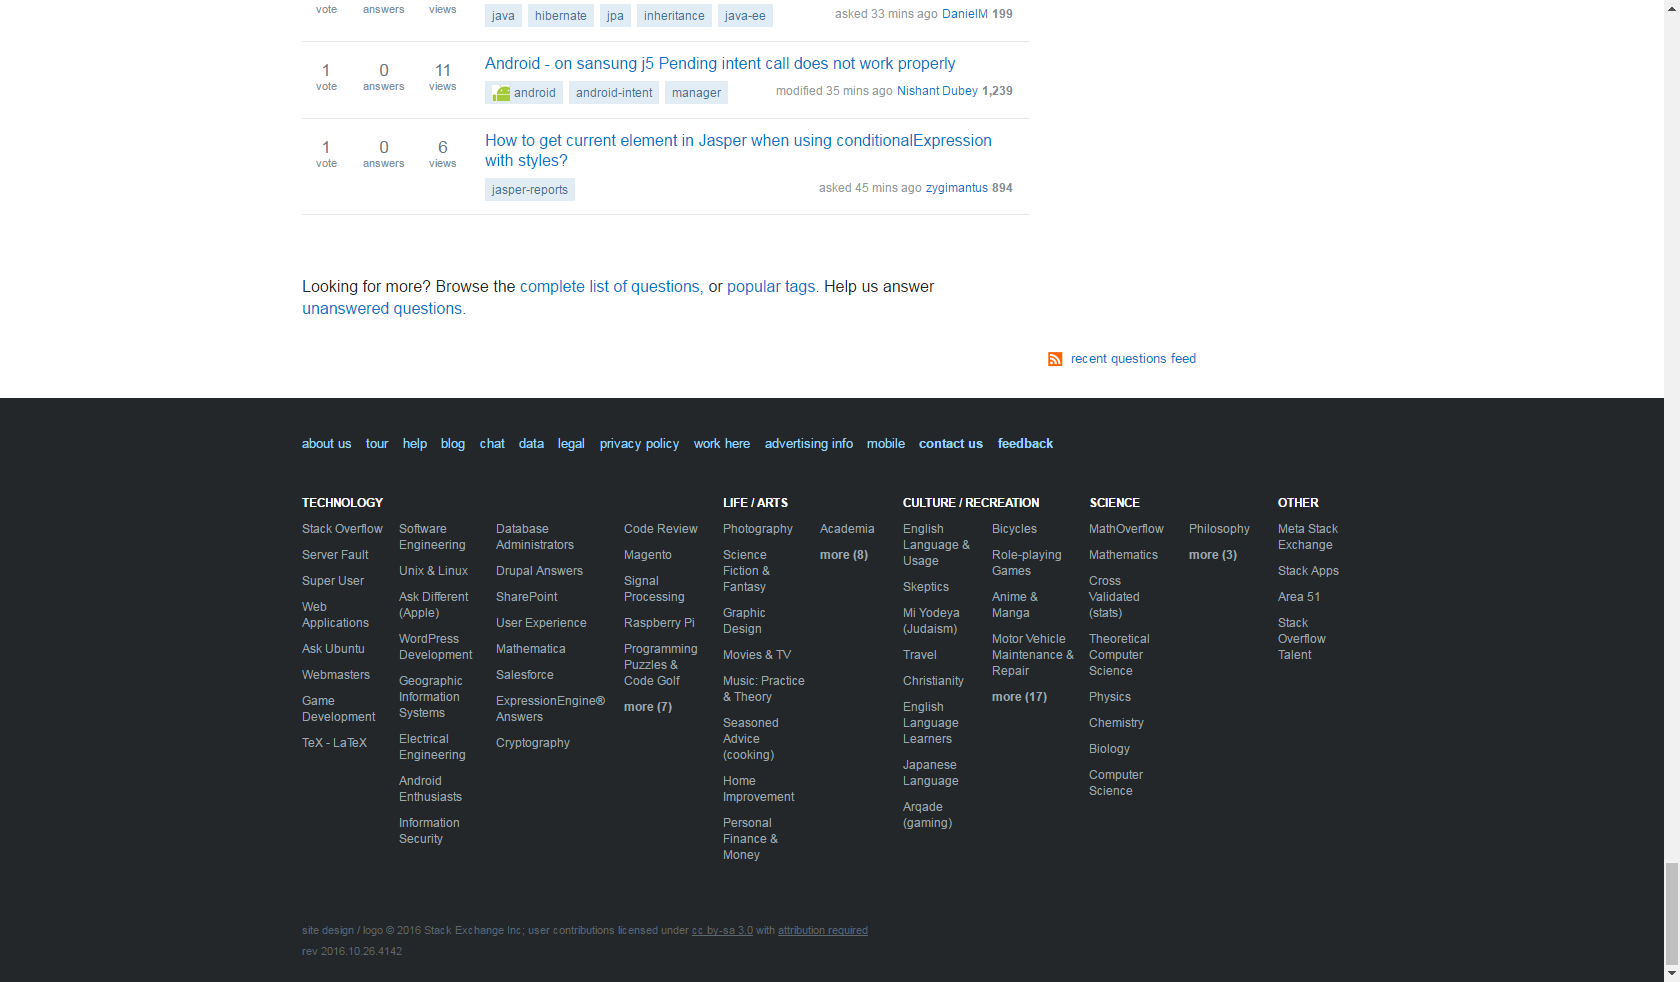 vote answers views
java hibernate jpa inheritance java-ee asked 33 mins ago DanielM 199
1 0 11 Android - on sansung j5 Pending intent call does not work properly
vote answers views android android-intent manager modified 35 mins ago Nishant Dubey 1,239
1 0 6 How to get current element in Jasper when using conditionalExpression
vote answers views with styles?
jasper-reports asked 45 mins ago zygimantus 894
Looking for more? Browse the complete list of questions, or popular tags. Help us answer
unanswered questions.
recent questions feed
about us tour help blog chat data legal privacy policy work here advertising info mobile contact us feedback
TECHNOLOGY
Stack Overflow
Server Fault
Super User
Web
Applications
Ask Ubuntu
Webmasters
Game
Development
TeX - LaTeX
Software
Engineering
Unix & Linux
Ask Different
(Apple)
WordPress
Development
Geographic
Information
Systems
Electrical
Engineering
Android
Enthusiasts
Information
Security
Database
Administrators
Drupal Answers
SharePoint
User Experience
Mathematica
Salesforce
ExpressionEngine®
Answers
Cryptography
Code Review
Magento
Signal
Processing
Raspberry Pi
Programming
Puzzles &
Code Golf
more (7)
LIFE / ARTS
Photography
Science
Fiction &
Fantasy
Graphic
Design
Movies & TV
Music: Practice
& Theory
Seasoned
Advice
(cooking)
Home
Improvement
Personal
Finance &
Money
Academia
more (8)
CULTURE / RECREATION
English
Language &
Usage
Skeptics
Mi Yodeya
(Judaism)
Travel
Christianity
English
Language
Learners
Japanese
Language
Arqade
(gaming)
Bicycles
Role-playing
Games
Anime &
Manga
Motor Vehicle
Maintenance &
Repair
more (17)
SCIENCE
MathOverflow
Mathematics
Cross
Validated
(stats)
Theoretical
Computer
Science
Physics
Chemistry
Biology
Computer
Science
Philosophy
more (3)
OTHER
Meta Stack
Exchange
Stack Apps
Area 51
Stack
Overflow
Talent
site design / logo © 2016 Stack Exchange Inc; user contributions licensed under cc by-sa 3.0 with attribution required
rev 2016.10.26.4142